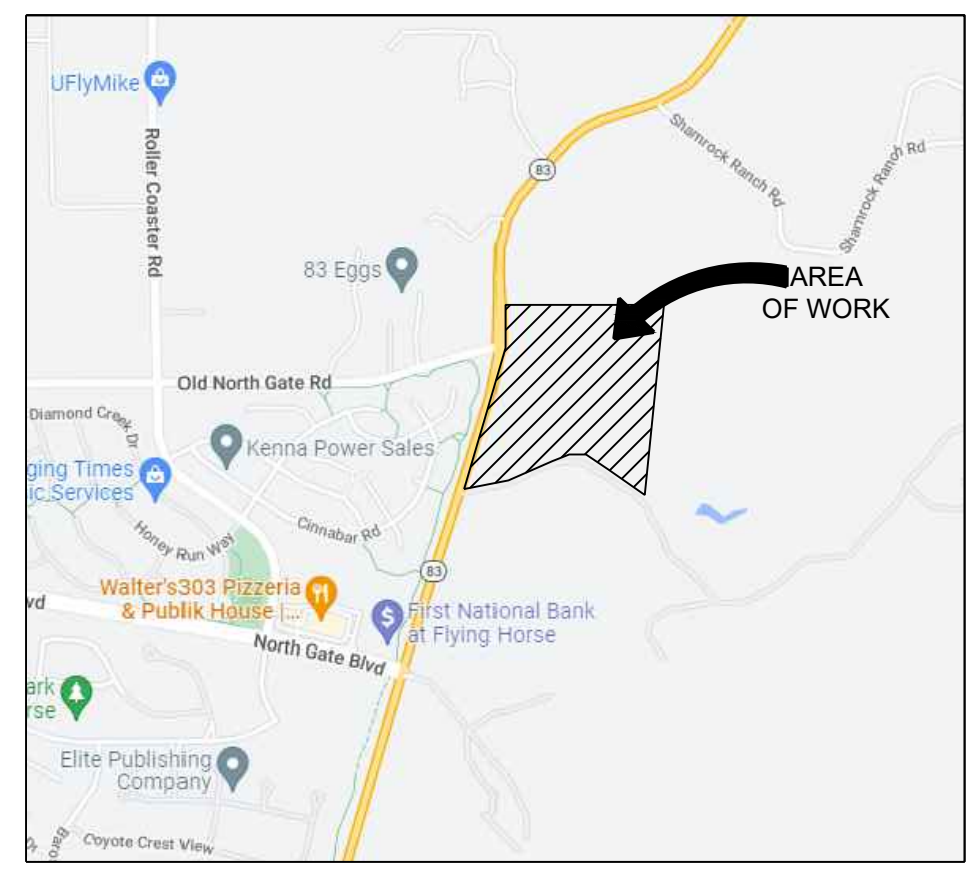 UFlyMike
Roller Coaster Rd
Shamrock Ranch Rd
Shamrock Ranch Rd
83
83 Eggs
AREA
OF WORK
Old North Gate Rd
Diamond Creek Dr
Kenna Power Sales
ging Times
ic Services
Honey Run Way
Cinnabar Rd
83
Walter's303 Pizzeria
& Publik House |...
First National Bank
at Flying Horse
vd
North Gate Blvd
ark
rse
Elite Publishing
Company
Coyote Crest View
Baro